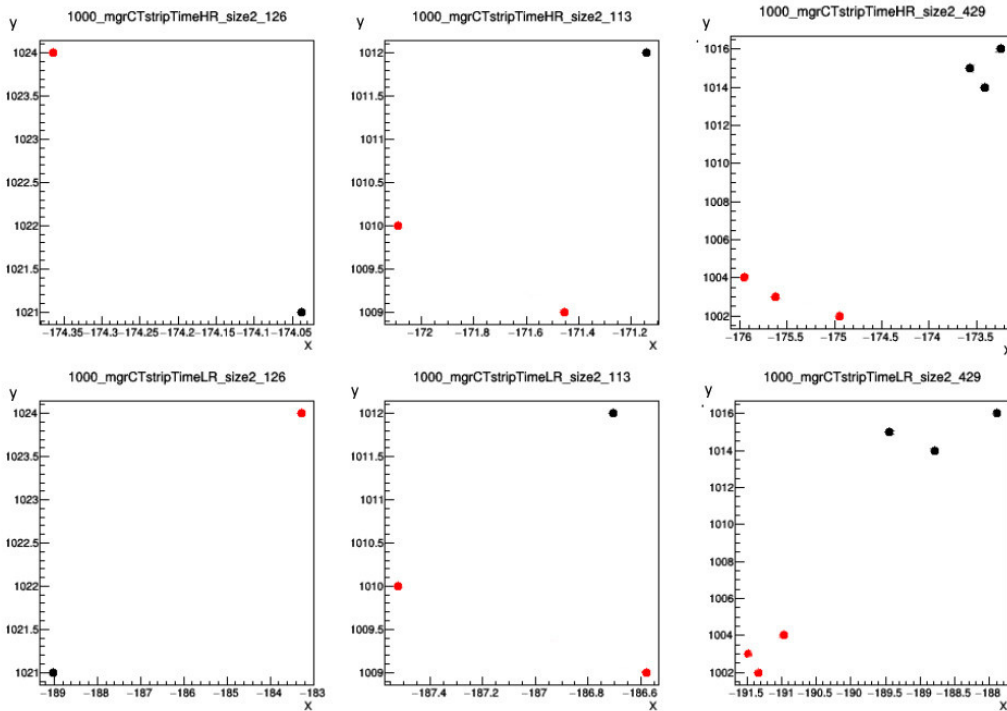 1000_mgrCTstripTimeHR_size2_126
y
1024
1023.5
1023
1022.5
1022
1021.5
1021
−174.35 −174.3 −174.25 −174.2 −174.15 −174.1 −174.05
x
1000_mgrCTstripTimeHR_size2_113
y
1012
1011.5
1011
1010.5
1010
1009.5
1009
−172 −171.8 −171.6 −171.4 −171.2
x
1000_mgrCTstripTimeHR_size2_429
y
1016
1014
1012
1010
1008
1006
1004
1002
−176 −175.5 −175 −174.5 −174 −173.5
x
1000_mgrCTstripTimeLR_size2_126
y
1024
1023.5
1023
1022.5
1022
1021.5
1021
−189 −188 −187 −186 −185 −184 −183
x
1000_mgrCTstripTimeLR_size2_113
y
1012
1011.5
1011
1010.5
1010
1009.5
1009
−187.4 −187.2 −187 −186.8 −186.6
x
1000_mgrCTstripTimeLR_size2_429
y
1016
1014
1012
1010
1008
1006
1004
1002
−191.5 −191 −190.5 −190 −189.5 −189 −188.5 −188
x